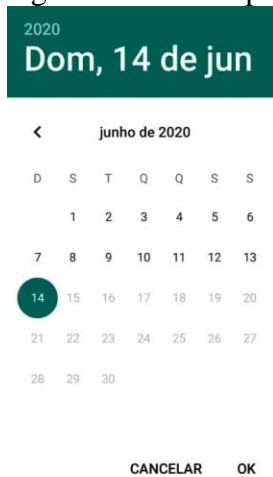 2020
Dom, 14 de jun
junho de 2020
D S T Q Q S S
1 2 3 4 5 6
7 8 9 10 11 12 13
14 15 16 17 18 19 20
21 22 23 24 25 26 27
28 29 30
CANCELAR OK